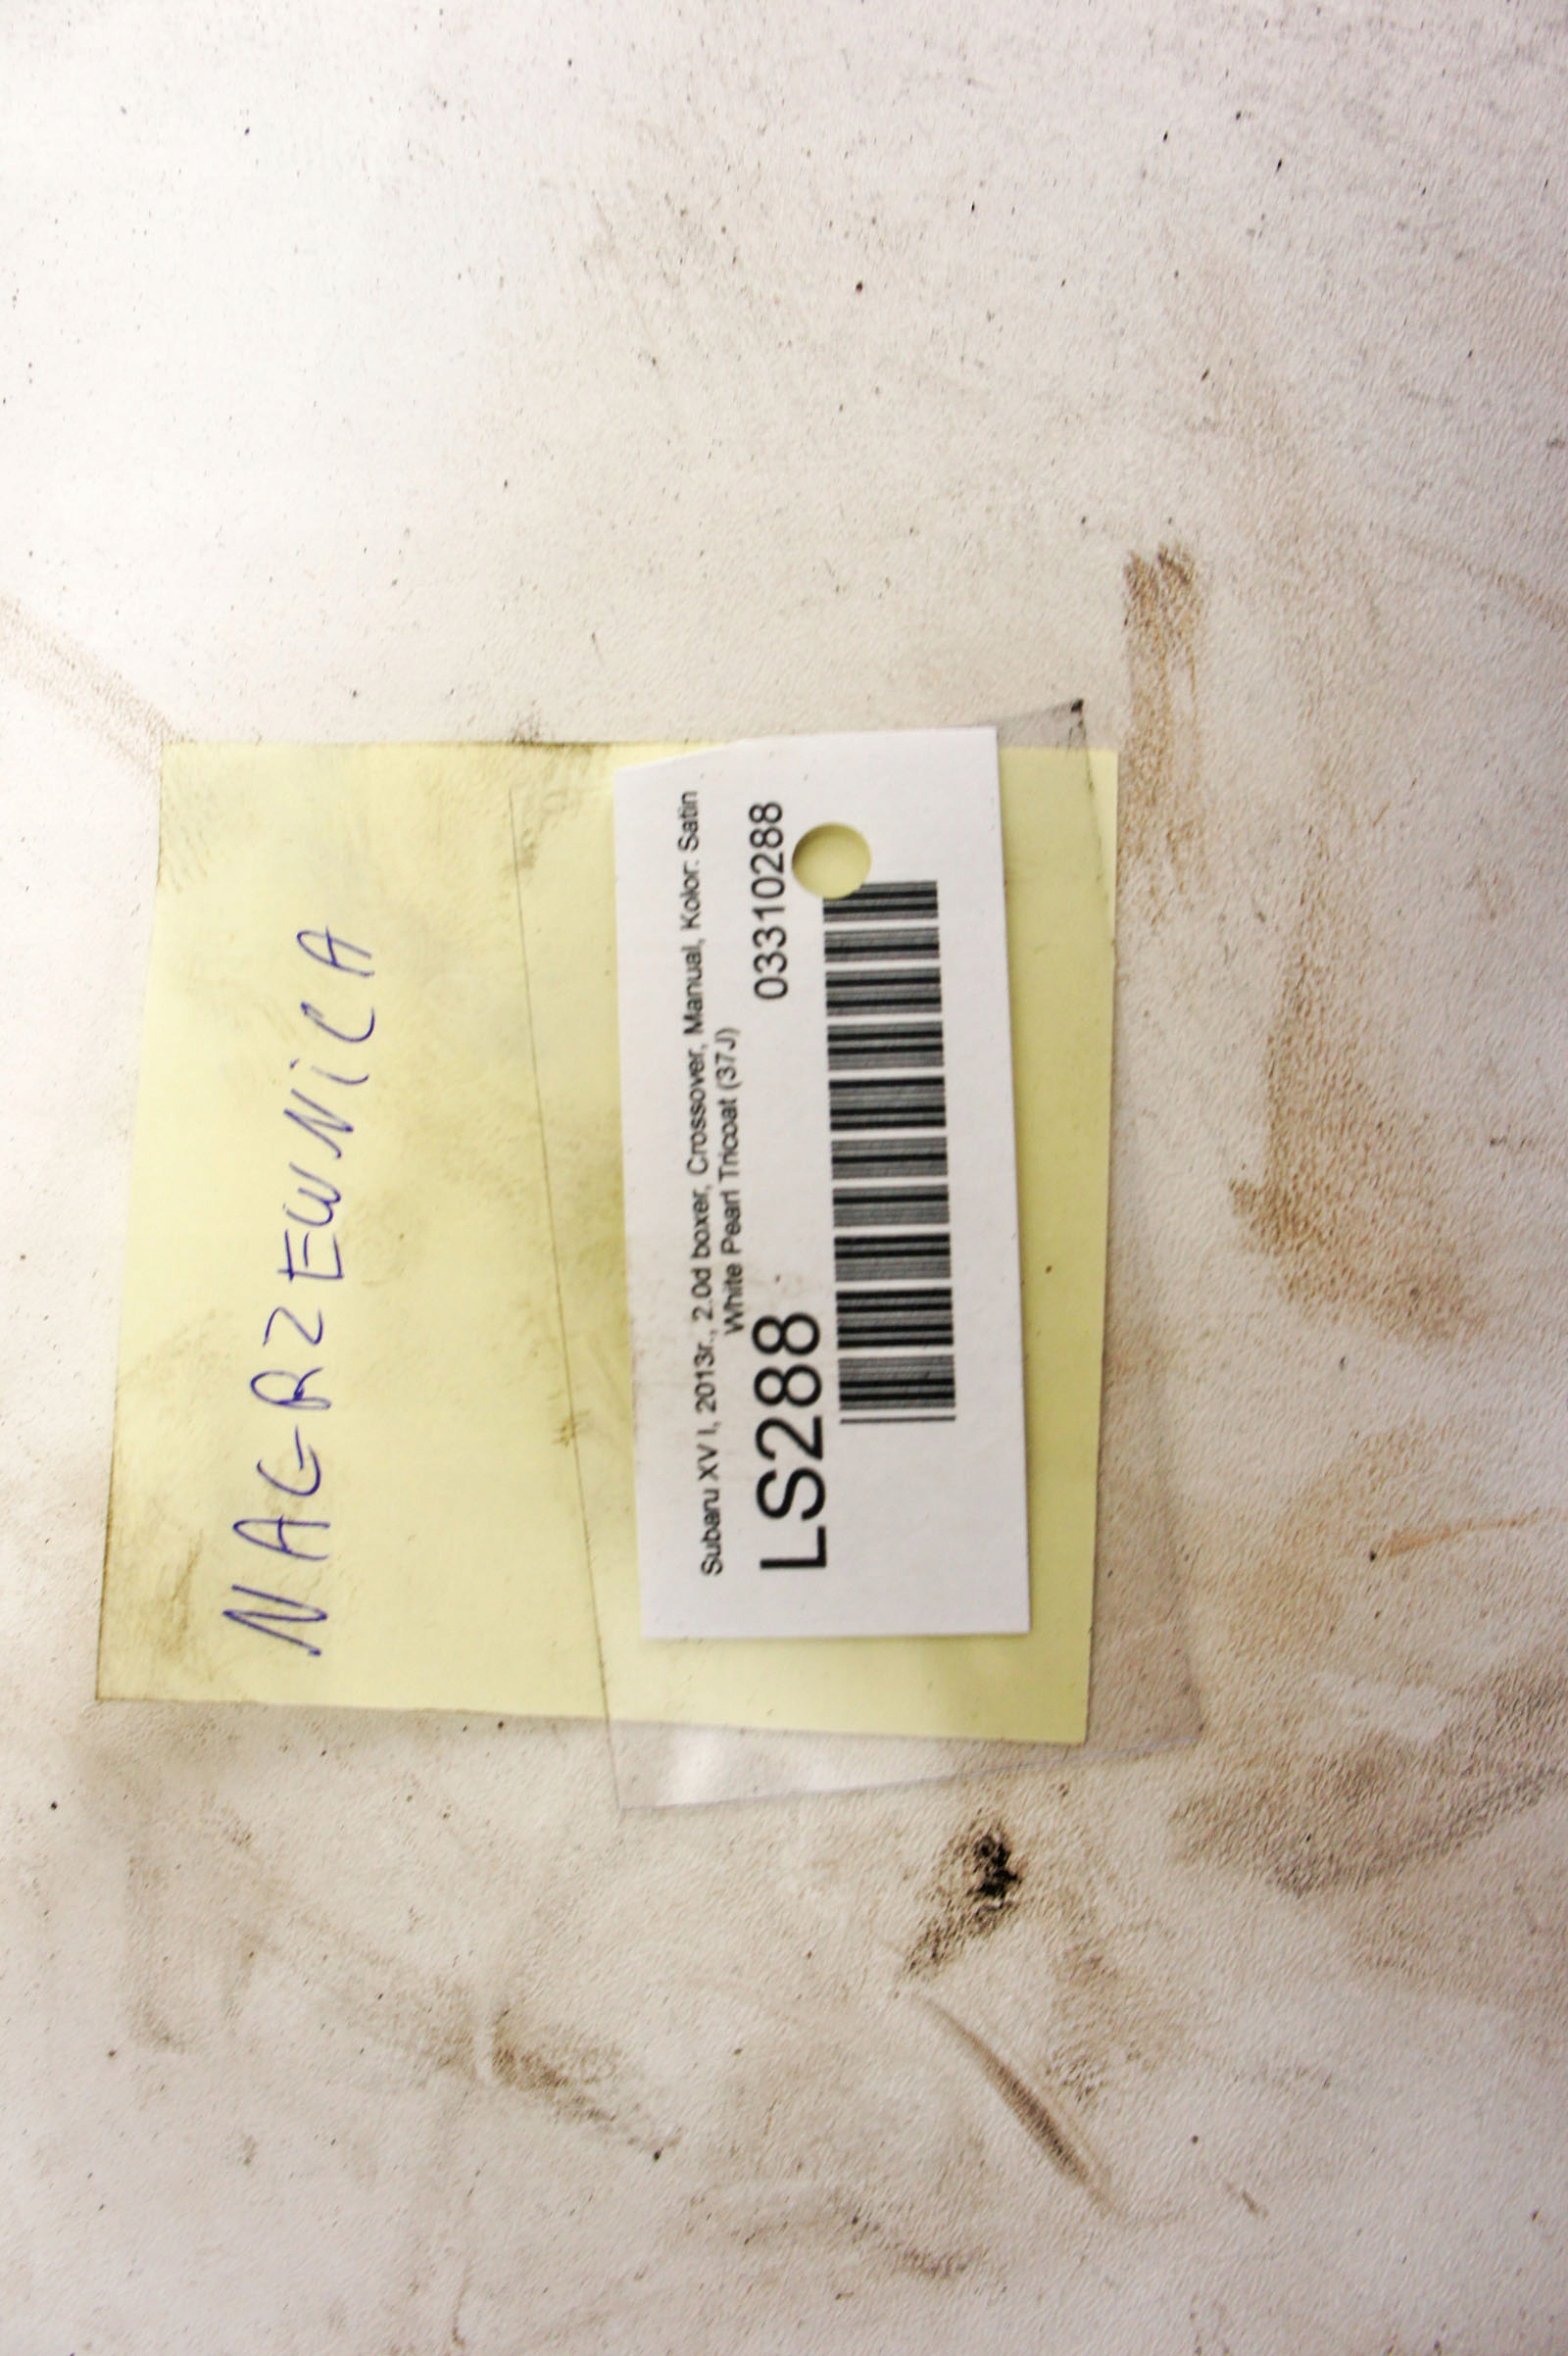 NAGRZEWNICA
Subaru XV I, 2013r., 2.0d boxer, Crossover, Manual, Kolor: Satin
White Pearl Tricoat (37J)
LS288 03310288